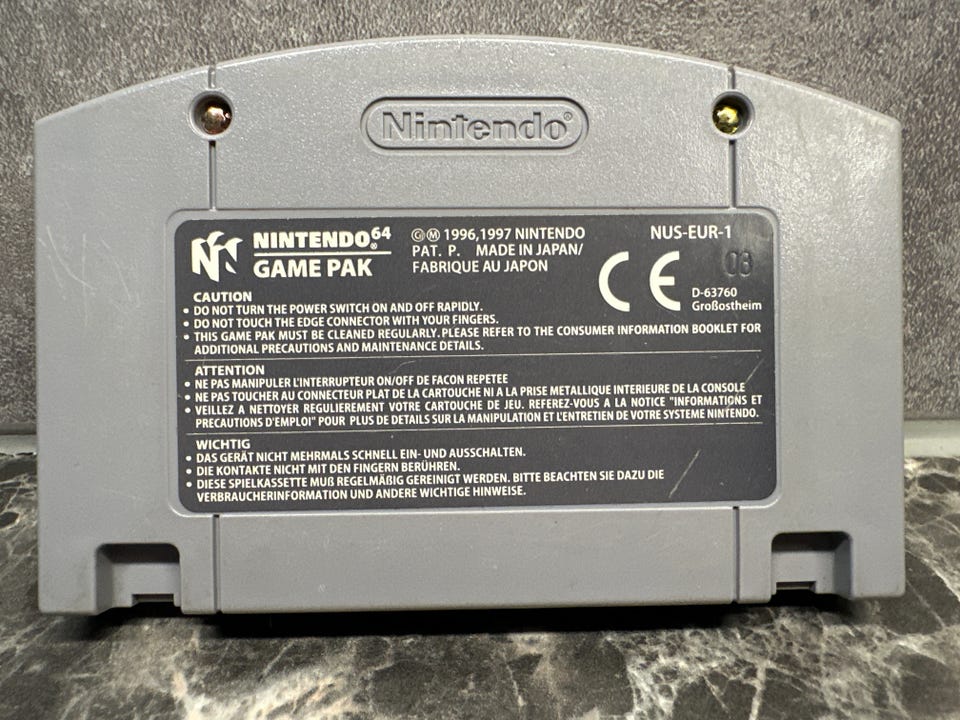 Nintendo®
NINTENDO®64
GAME PAK
ⒸⓂ 1996,1997 NINTENDO
PAT. P. MADE IN JAPAN/
FABRIQUE AU JAPON
NUS-EUR-1
CE
03
D-63760
Großostheim
CAUTION
• DO NOT TURN THE POWER SWITCH ON AND OFF RAPIDLY.
• DO NOT TOUCH THE EDGE CONNECTOR WITH YOUR FINGERS.
• THIS GAME PAK MUST BE CLEANED REGULARLY. PLEASE REFER TO THE CONSUMER INFORMATION BOOKLET FOR
ADDITIONAL PRECAUTIONS AND MAINTENANCE DETAILS.
ATTENTION
• NE PAS MANIPULER L'INTERRUPTEUR ON/OFF DE FACON REPETEE
• NE PAS TOUCHER AU CONNECTEUR PLAT DE LA CARTOUCHE NI A LA PRISE METALLIQUE INTERIEURE DE LA CONSOLE
• VEILLEZ A NETTOYER REGULIEREMENT VOTRE CARTOUCHE DE JEU. REFEREZ-VOUS A LA NOTICE "INFORMATIONS ET
PRECAUTIONS D'EMPLOI" POUR PLUS DE DETAILS SUR LA MANIPULATION ET L'ENTRETIEN DE VOTRE SYSTEME NINTENDO.
WICHTIG
• DAS GERÄT NICHT MEHRMALS SCHNELL EIN- UND AUSSCHALTEN.
• DIE KONTAKTE NICHT MIT DEN FINGERN BERÜHREN.
• DIESE SPIELKASSETTE MUß REGELMÄßIG GEREINIGT WERDEN. BITTE BEACHTEN SIE DAZU DIE
VERBRAUCHERINFORMATION UND ANDERE WICHTIGE HINWEISE.